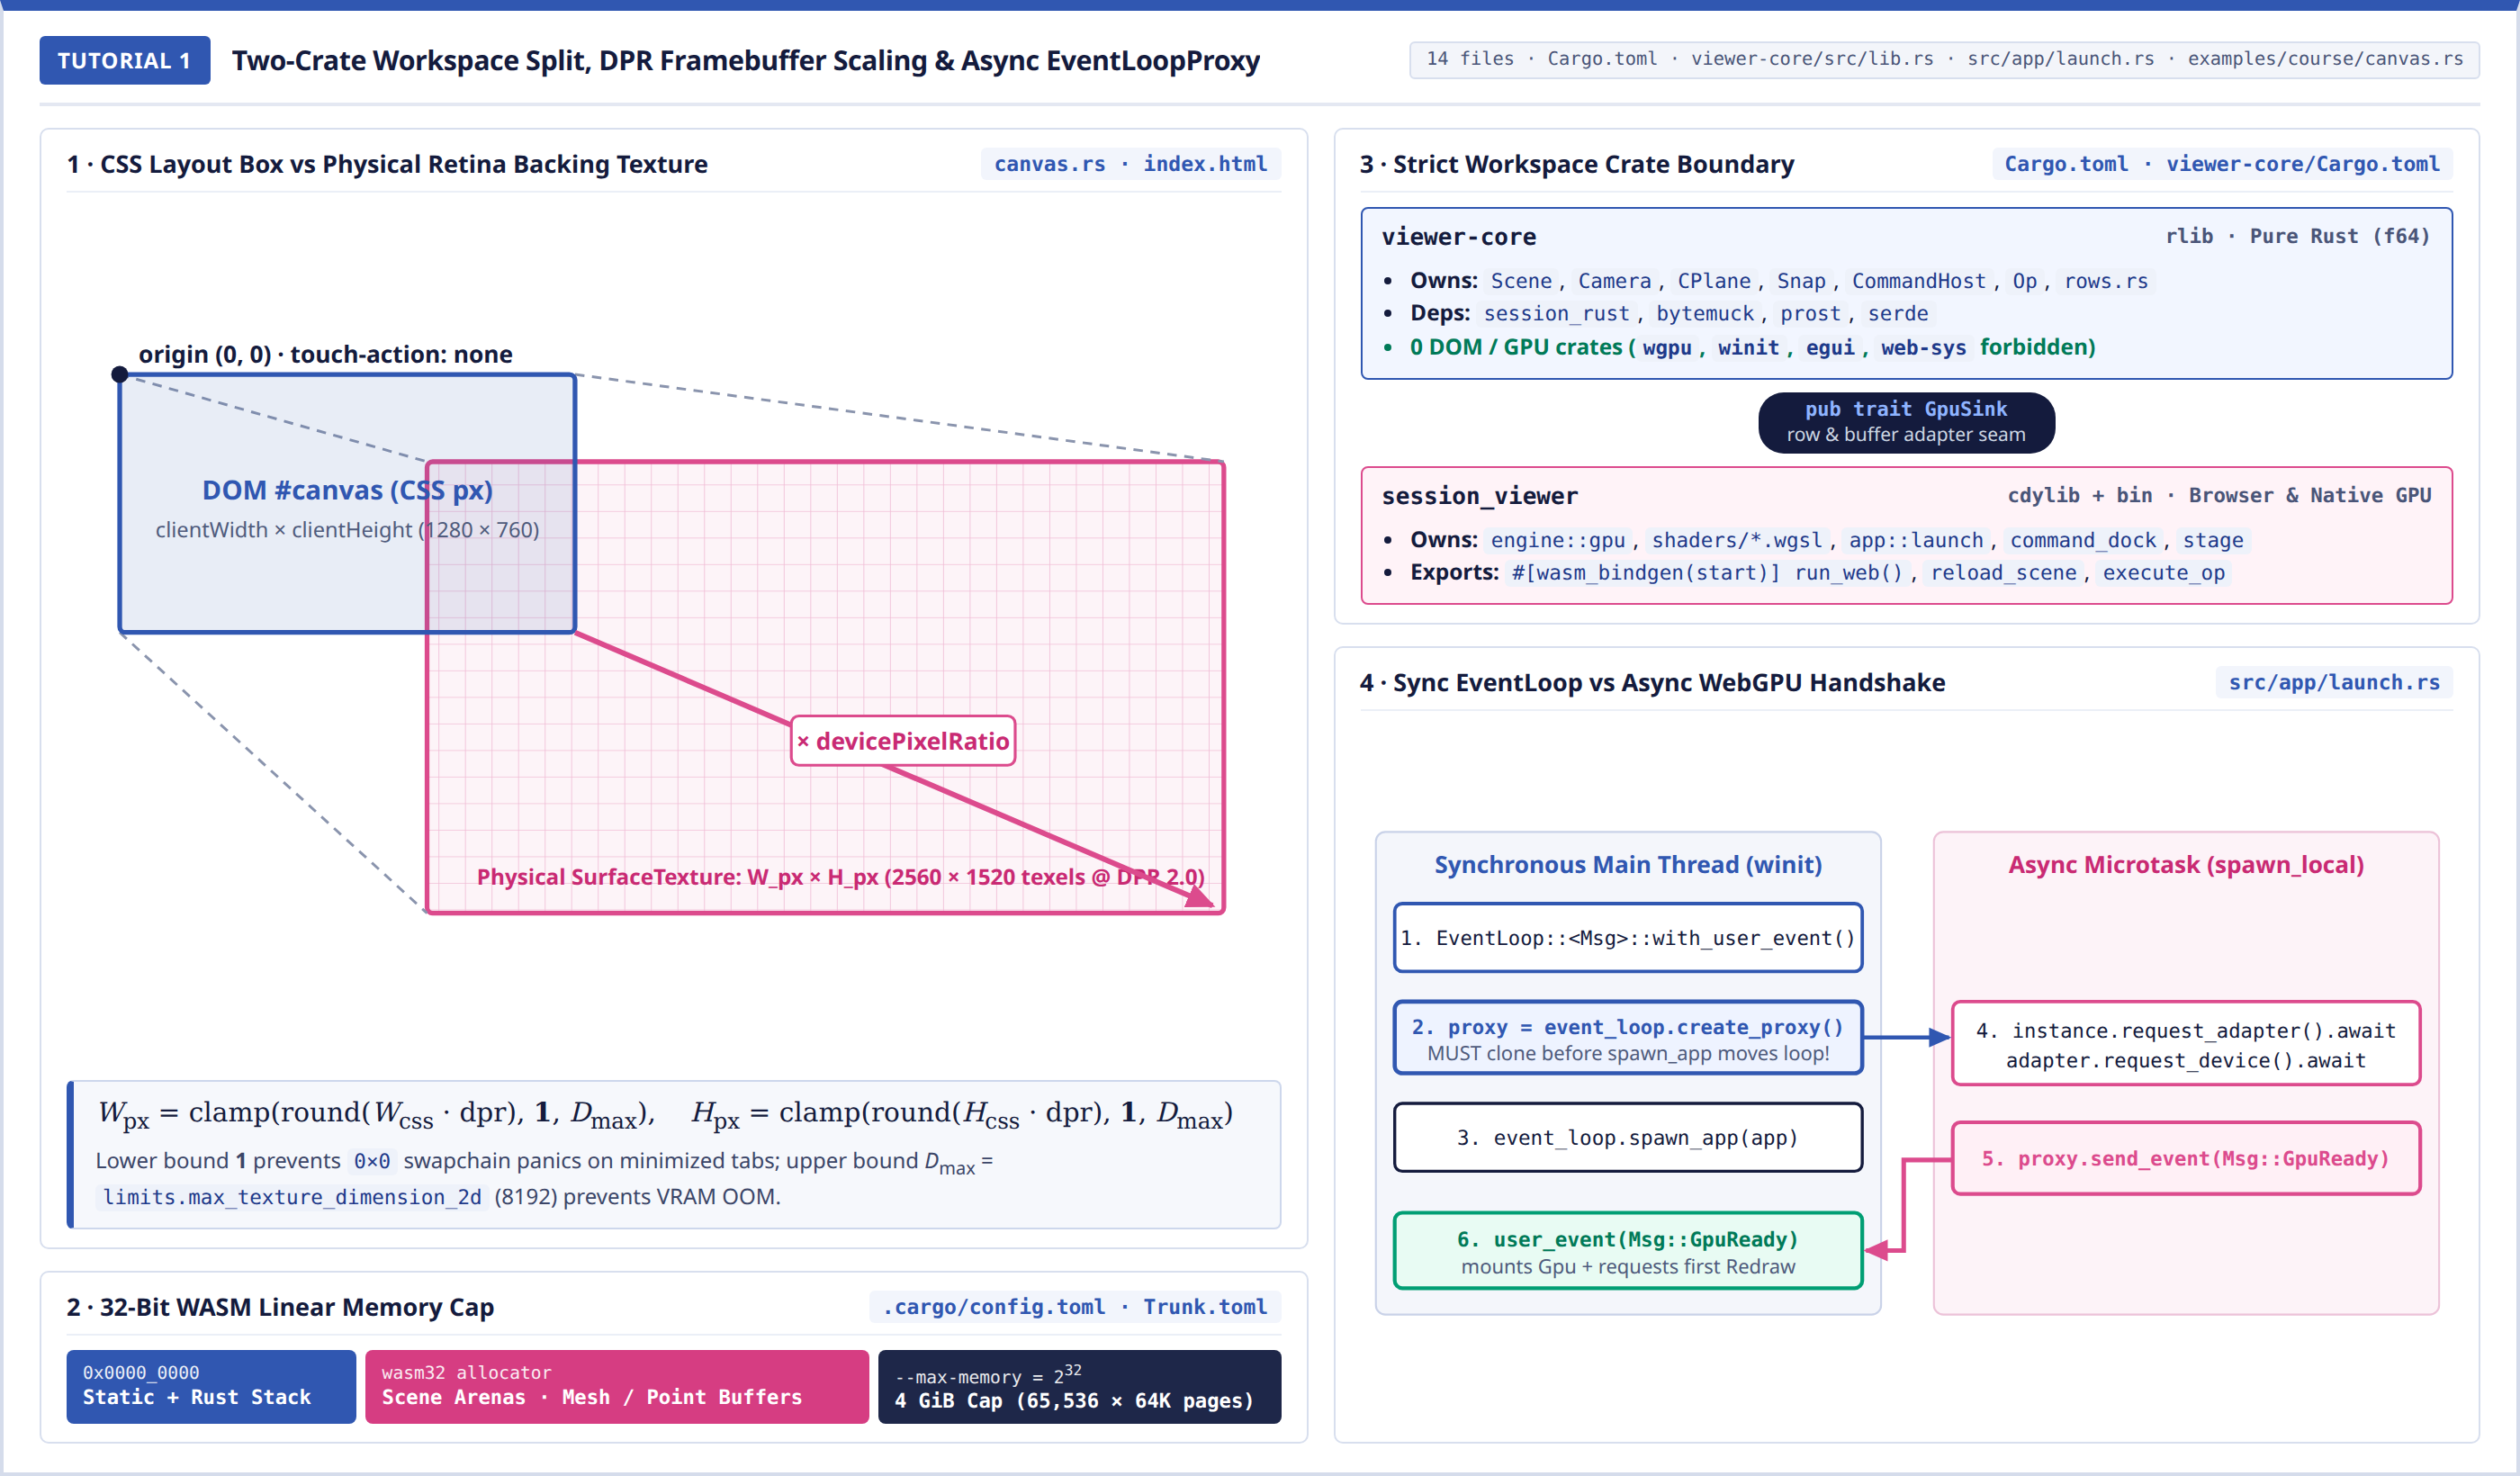 TUTORIAL 1
Two-Crate Workspace Split, DPR Framebuffer Scaling & Async EventLoopProxy
14 files · Cargo.toml · viewer-core/src/lib.rs · src/app/launch.rs · examples/course/canvas.rs
1 · CSS Layout Box vs Physical Retina Backing Texture
canvas.rs · index.html
origin (0, 0) · touch-action: none
DOM #canvas (CSS px)
clientWidth × clientHeight (1280 × 760)
× devicePixelRatio
Physical SurfaceTexture: W_px × H_px (2560 × 1520 texels @ DPR 2.0)
W_px = clamp(round(W_css · dpr), 1, D_max), H_px = clamp(round(H_css · dpr), 1, D_max)
Lower bound 1 prevents 0×0 swapchain panics on minimized tabs; upper bound D_max =
limits.max_texture_dimension_2d (8192) prevents VRAM OOM.
2 · 32-Bit WASM Linear Memory Cap
.cargo/config.toml · Trunk.toml
0x0000_0000
Static + Rust Stack
wasm32 allocator
Scene Arenas · Mesh / Point Buffers
--max-memory = 2^32
4 GiB Cap (65,536 × 64K pages)
3 · Strict Workspace Crate Boundary
Cargo.toml · viewer-core/Cargo.toml
viewer-core
rlib · Pure Rust (f64)
• Owns: Scene, Camera, CPlane, Snap, CommandHost, Op, rows.rs
• Deps: session_rust, bytemuck, prost, serde
• 0 DOM / GPU crates (wgpu, winit, egui, web-sys forbidden)
pub trait GpuSink
row & buffer adapter seam
session_viewer
cdylib + bin · Browser & Native GPU
• Owns: engine::gpu, shaders/*.wgsl, app::launch, command_dock, stage
• Exports: #[wasm_bindgen(start)] run_web(), reload_scene, execute_op
4 · Sync EventLoop vs Async WebGPU Handshake
src/app/launch.rs
Synchronous Main Thread (winit)
1. EventLoop::<Msg>::with_user_event()
2. proxy = event_loop.create_proxy()
MUST clone before spawn_app moves loop!
3. event_loop.spawn_app(app)
6. user_event(Msg::GpuReady)
mounts Gpu + requests first Redraw
Async Microtask (spawn_local)
4. instance.request_adapter().await
adapter.request_device().await
5. proxy.send_event(Msg::GpuReady)